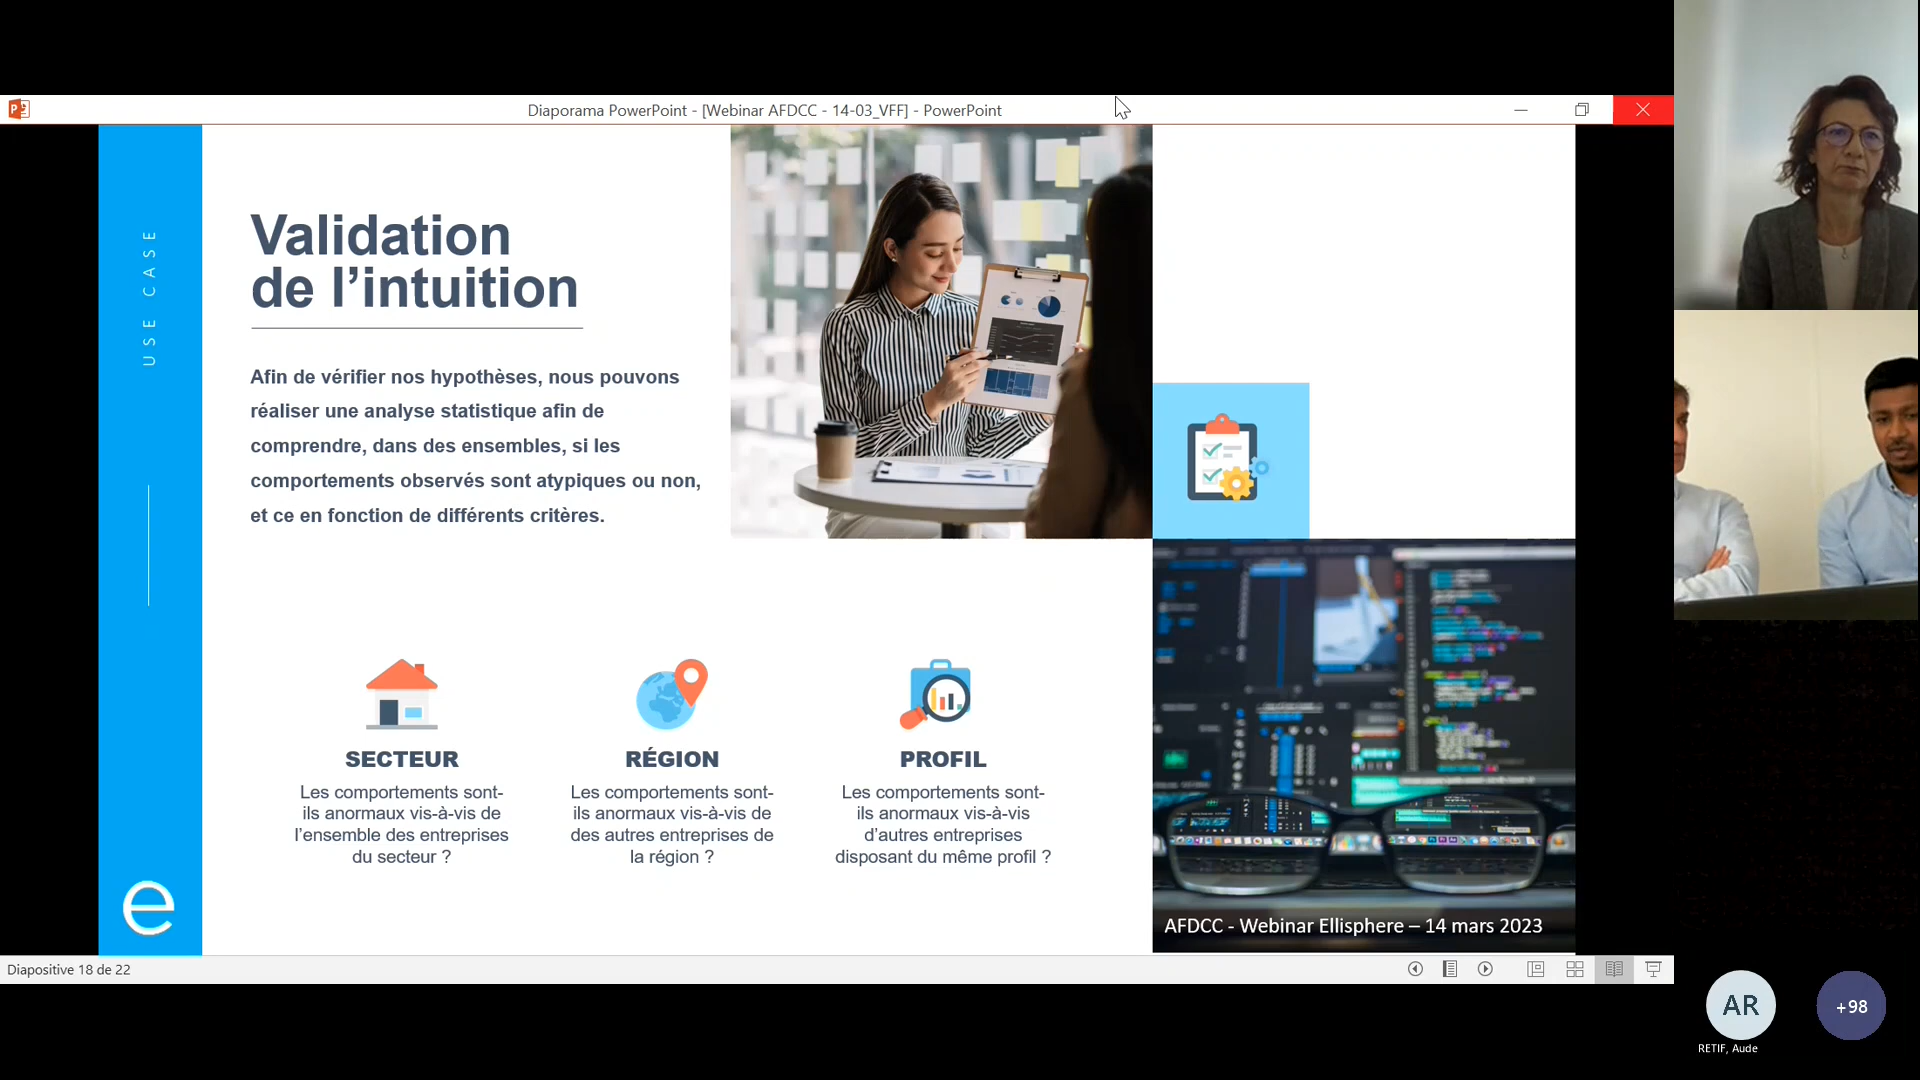 Diaporama PowerPoint - [Webinar AFDCC - 14-03_VFF] - PowerPoint
USE CASE
Validation
de l’intuition
Afin de vérifier nos hypothèses, nous pouvons
réaliser une analyse statistique afin de
comprendre, dans des ensembles, si les
comportements observés sont atypiques ou non,
et ce en fonction de différents critères.
SECTEUR
Les comportements sont-
ils anormaux vis-à-vis de
l’ensemble des entreprises
du secteur ?
RÉGION
Les comportements sont-
ils anormaux vis-à-vis de
des autres entreprises de
la région ?
PROFIL
Les comportements sont-
ils anormaux vis-à-vis
d’autres entreprises
disposant du même profil ?
e
AFDCC - Webinar Ellisphere – 14 mars 2023
Diapositive 18 de 22
AR
+98
RETIF, Aude